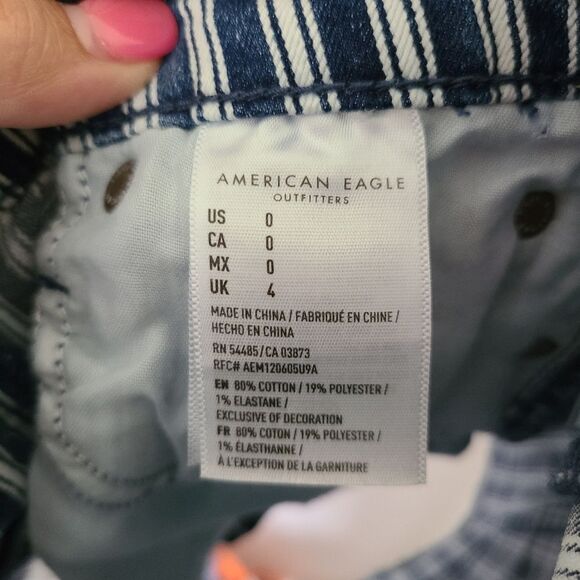 AMERICAN EAGLE
OUTFITTERS
US 0
CA 0
MX 0
UK 4
MADE IN CHINA / FABRIQUÉ EN CHINE /
HECHO EN CHINA
RN 54485/CA 03873
RFC# AEM120605U9A
EN 80% COTTON / 19% POLYESTER /
1% ELASTANE /
EXCLUSIVE OF DECORATION
FR 80% COTON / 19% POLYESTER /
1% ÉLASTHANNE /
À L'EXCEPTION DE LA GARNITURE